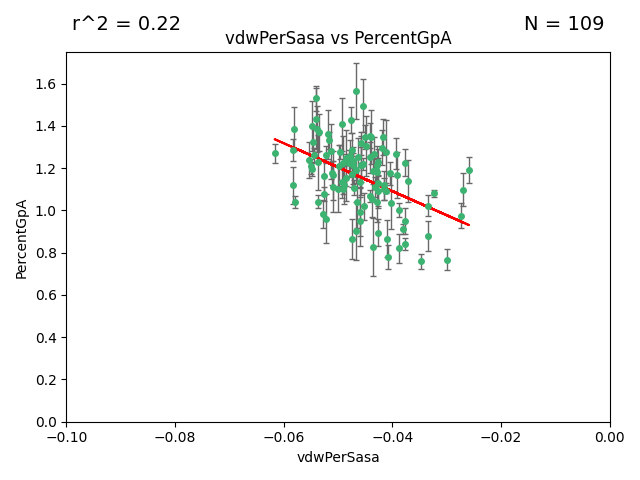 r^2 = 0.22
N = 109
vdwPerSasa vs PercentGpA
PercentGpA
1.6
1.4
1.2
1.0
0.8
0.6
0.4
0.2
0.0
−0.10 −0.08 −0.06 −0.04 −0.02 0.00
vdwPerSasa